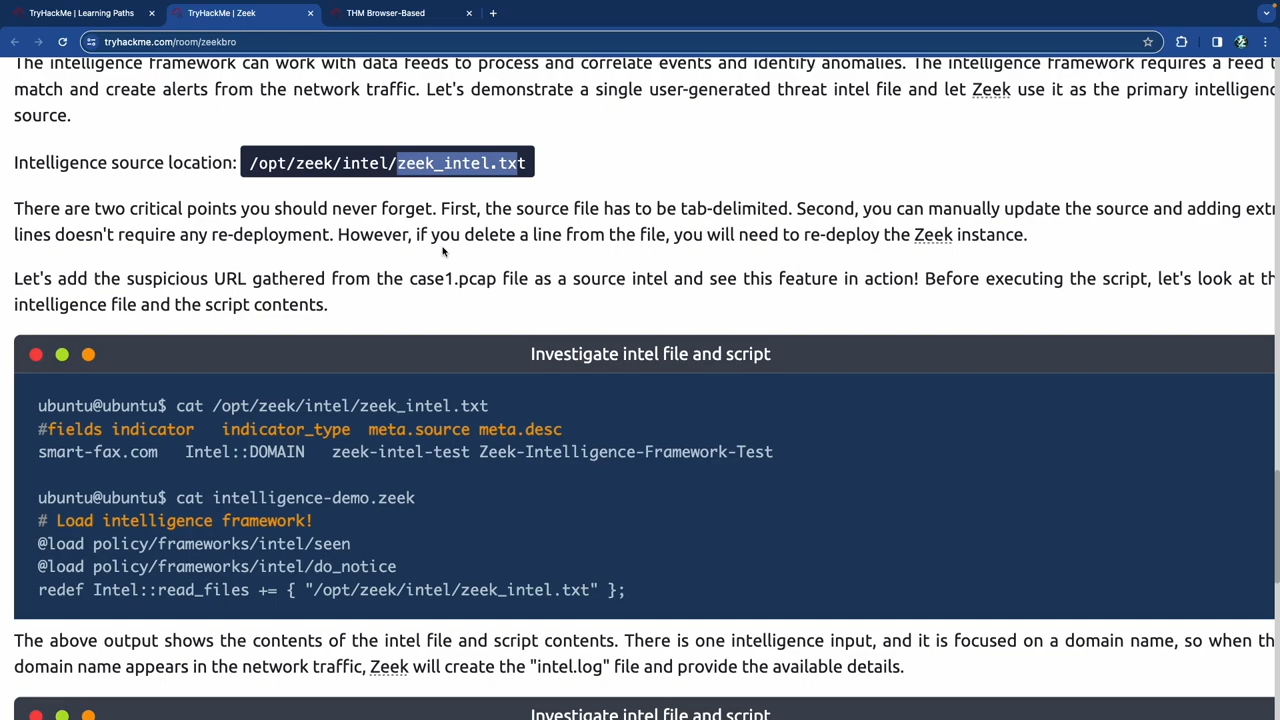 TryHackMe | Learning Paths
TryHackMe | Zeek
THM Browser-Based
tryhackme.com/room/zeekbro
The intelligence framework can work with data feeds to process and correlate events and identify anomalies. The intelligence framework requires a feed
match and create alerts from the network traffic. Let's demonstrate a single user-generated threat intel file and let Zeek use it as the primary
source.
Intelligence source location: /opt/zeek/intel/zeek_intel.txt
There are two critical points you should never forget. First, the source file has to be tab-delimited. Second, you can manually update the source and adding
lines doesn't require any re-deployment. However, if you delete a line from the file, you will need to re-deploy the Zeek instance.
Let's add the suspicious URL gathered from the case1.pcap file as a source intel and see this feature in action! Before executing the script, let's look at
intelligence file and the script contents.
Investigate intel file and script
ubuntu@ubuntu$ cat /opt/zeek/intel/zeek_intel.txt
#fields indicator indicator_type meta.source meta.desc
smart-fax.com Intel::DOMAIN zeek-intel-test Zeek-Intelligence-Framework-Test
ubuntu@ubuntu$ cat intelligence-demo.zeek
# Load intelligence framework!
@load policy/frameworks/intel/seen
@load policy/frameworks/intel/do_notice
redef Intel::read_files += { "/opt/zeek/intel/zeek_intel.txt" };
The above output shows the contents of the intel file and script contents. There is one intelligence input, and it is focused on a domain name, so when
domain name appears in the network traffic, Zeek will create the "intel.log" file and provide the available details.
Investigate intel file and script